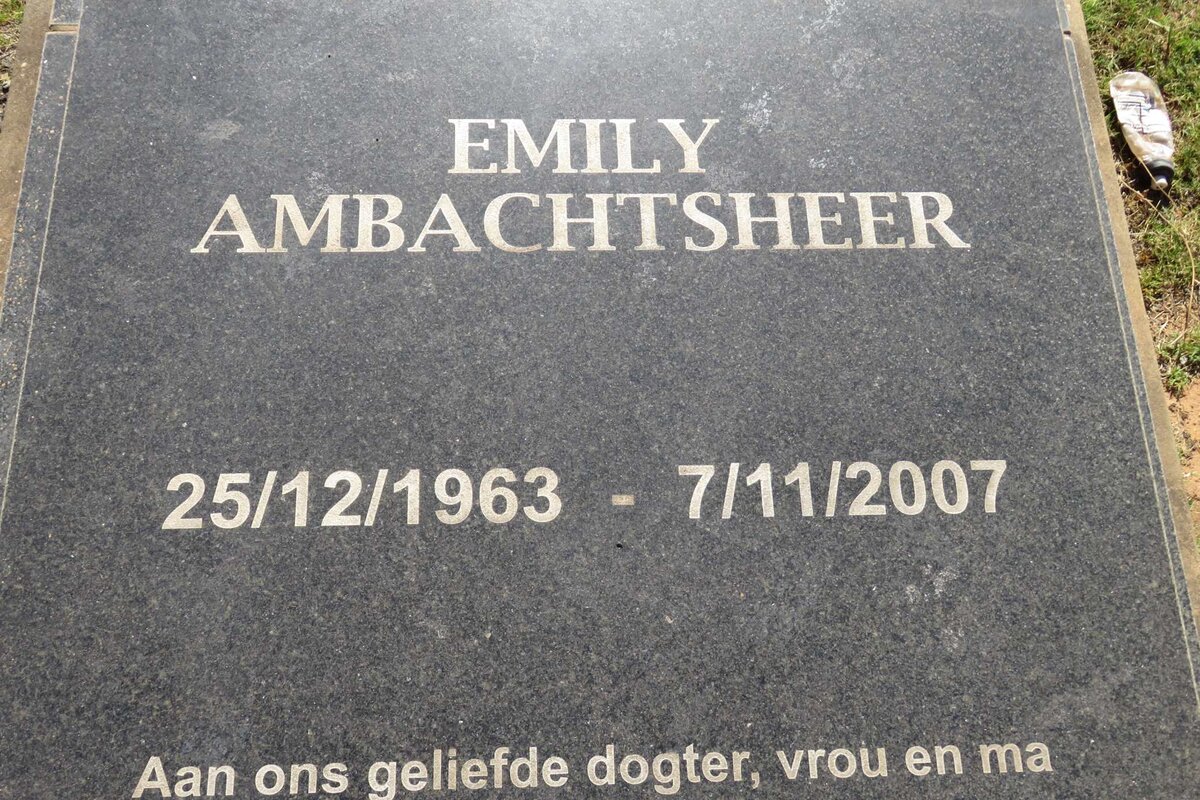 EMILY
AMBACHTSHEER
25/12/1963 - 7/11/2007
Aan ons geliefde dogter, vrou en ma